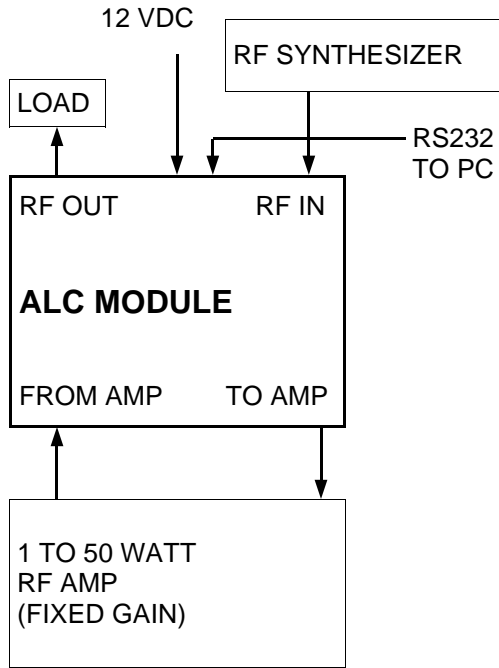 12 VDC
RF SYNTHESIZER
LOAD
RS232
TO PC
RF OUT
RF IN
ALC MODULE
FROM AMP
TO AMP
1 TO 50 WATT
RF AMP
(FIXED GAIN)